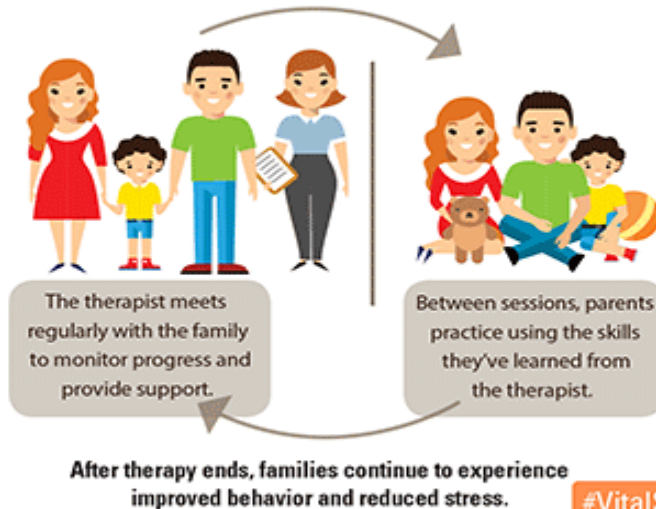 The therapist meets
regularly with the family
to monitor progress and
provide support.
Between sessions, parents
practice using the skills
they've learned from
the therapist.
After therapy ends, families continue to experience
improved behavior and reduced stress.
#VitalS